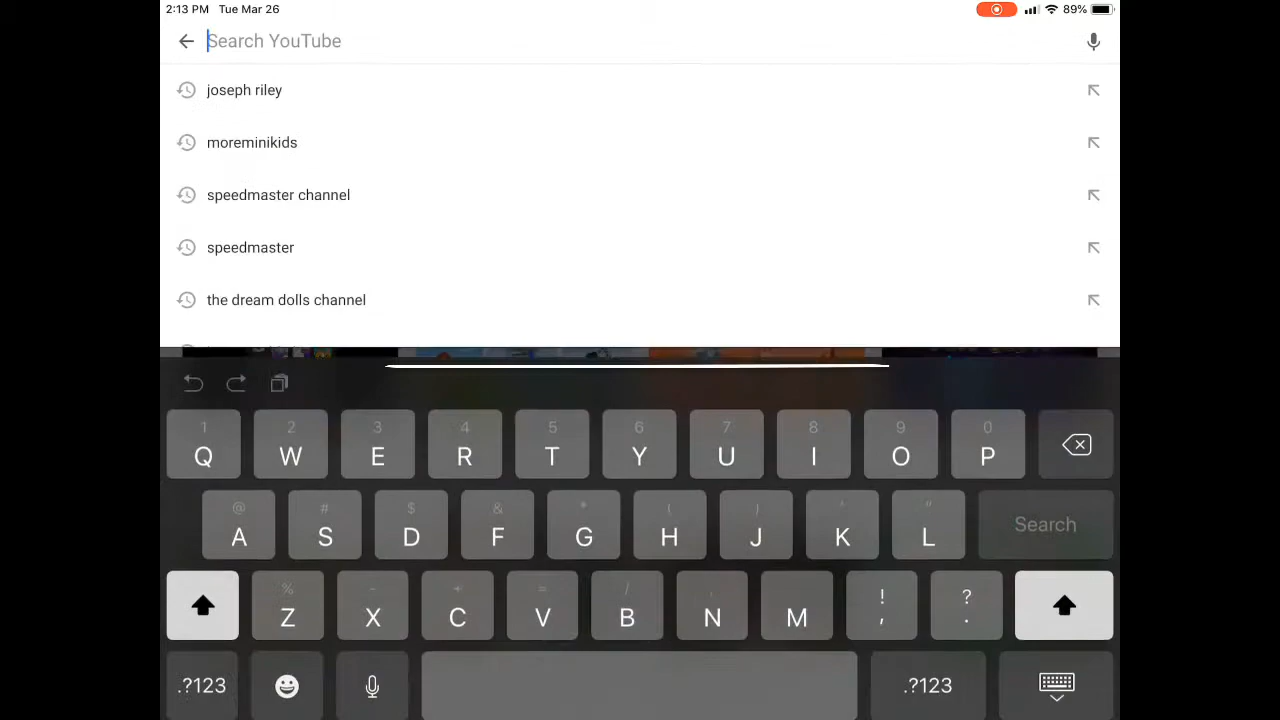 2:13 PM Tue Mar 26 89%
Search YouTube
joseph riley
moreminikids
speedmaster channel
speedmaster
the dream dolls channel
1 2 3 4 5 6 7 8 9 0
Q W E R T Y U I O P
@ # $ & * ( ) ' "
A S D F G H J K L Search
% - + = / ! ?
Z X C V B N M , .
.?123 .?123